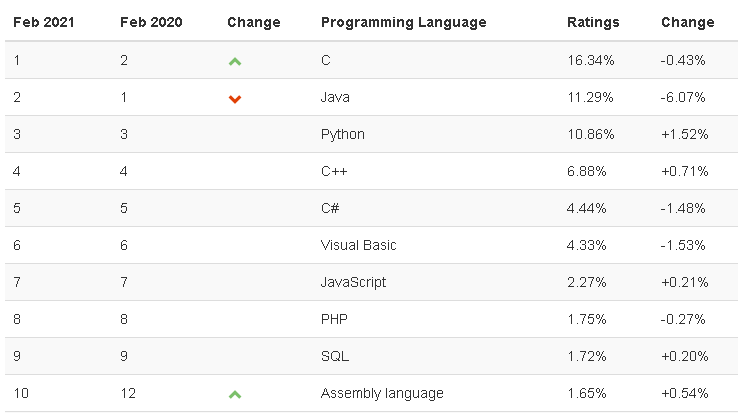 Feb 2021 Feb 2020 Change Programming Language Ratings Change
1 2 C 16.34% -0.43%
2 1 Java 11.29% -6.07%
3 3 Python 10.86% +1.52%
4 4 C++ 6.88% +0.71%
5 5 C# 4.44% -1.48%
6 6 Visual Basic 4.33% -1.53%
7 7 JavaScript 2.27% +0.21%
8 8 PHP 1.75% -0.27%
9 9 SQL 1.72% +0.20%
10 12 Assembly language 1.65% +0.54%